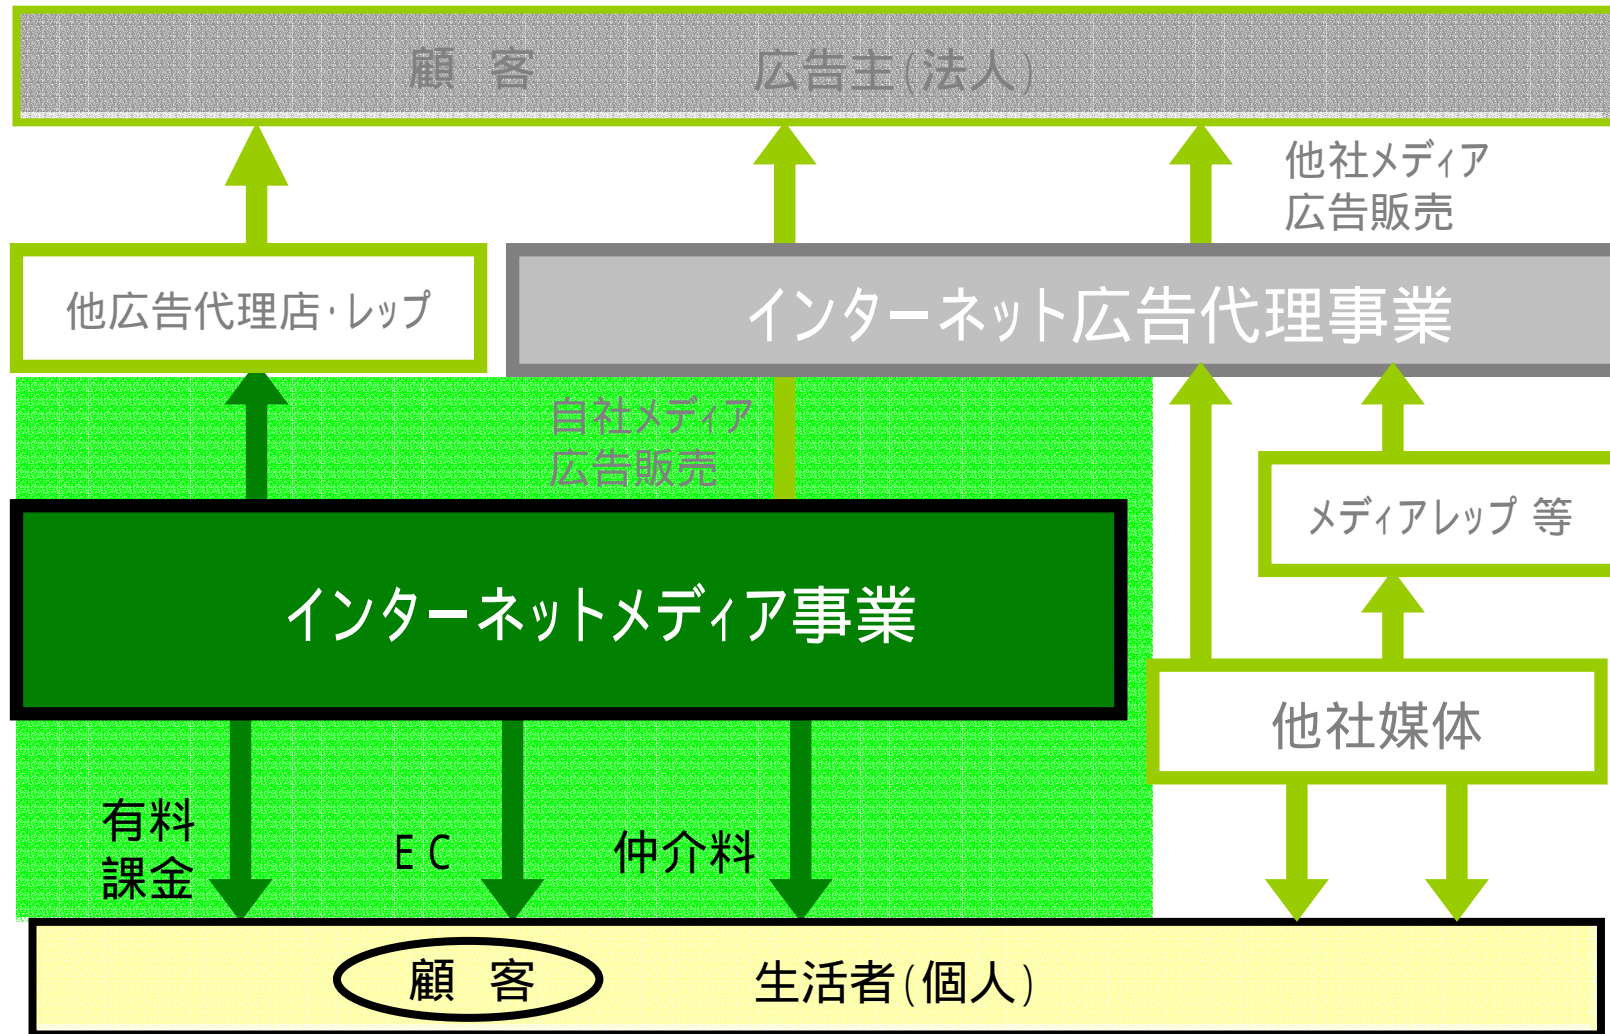 顧 客 広告主(法人)
他社メディア
広告販売
他広告代理店・レップ
インターネット広告代理事業
自社メディア
広告販売
メディアレップ 等
インターネットメディア事業
他社媒体
有料
課金
EC
仲介料
顧 客 生活者(個人)